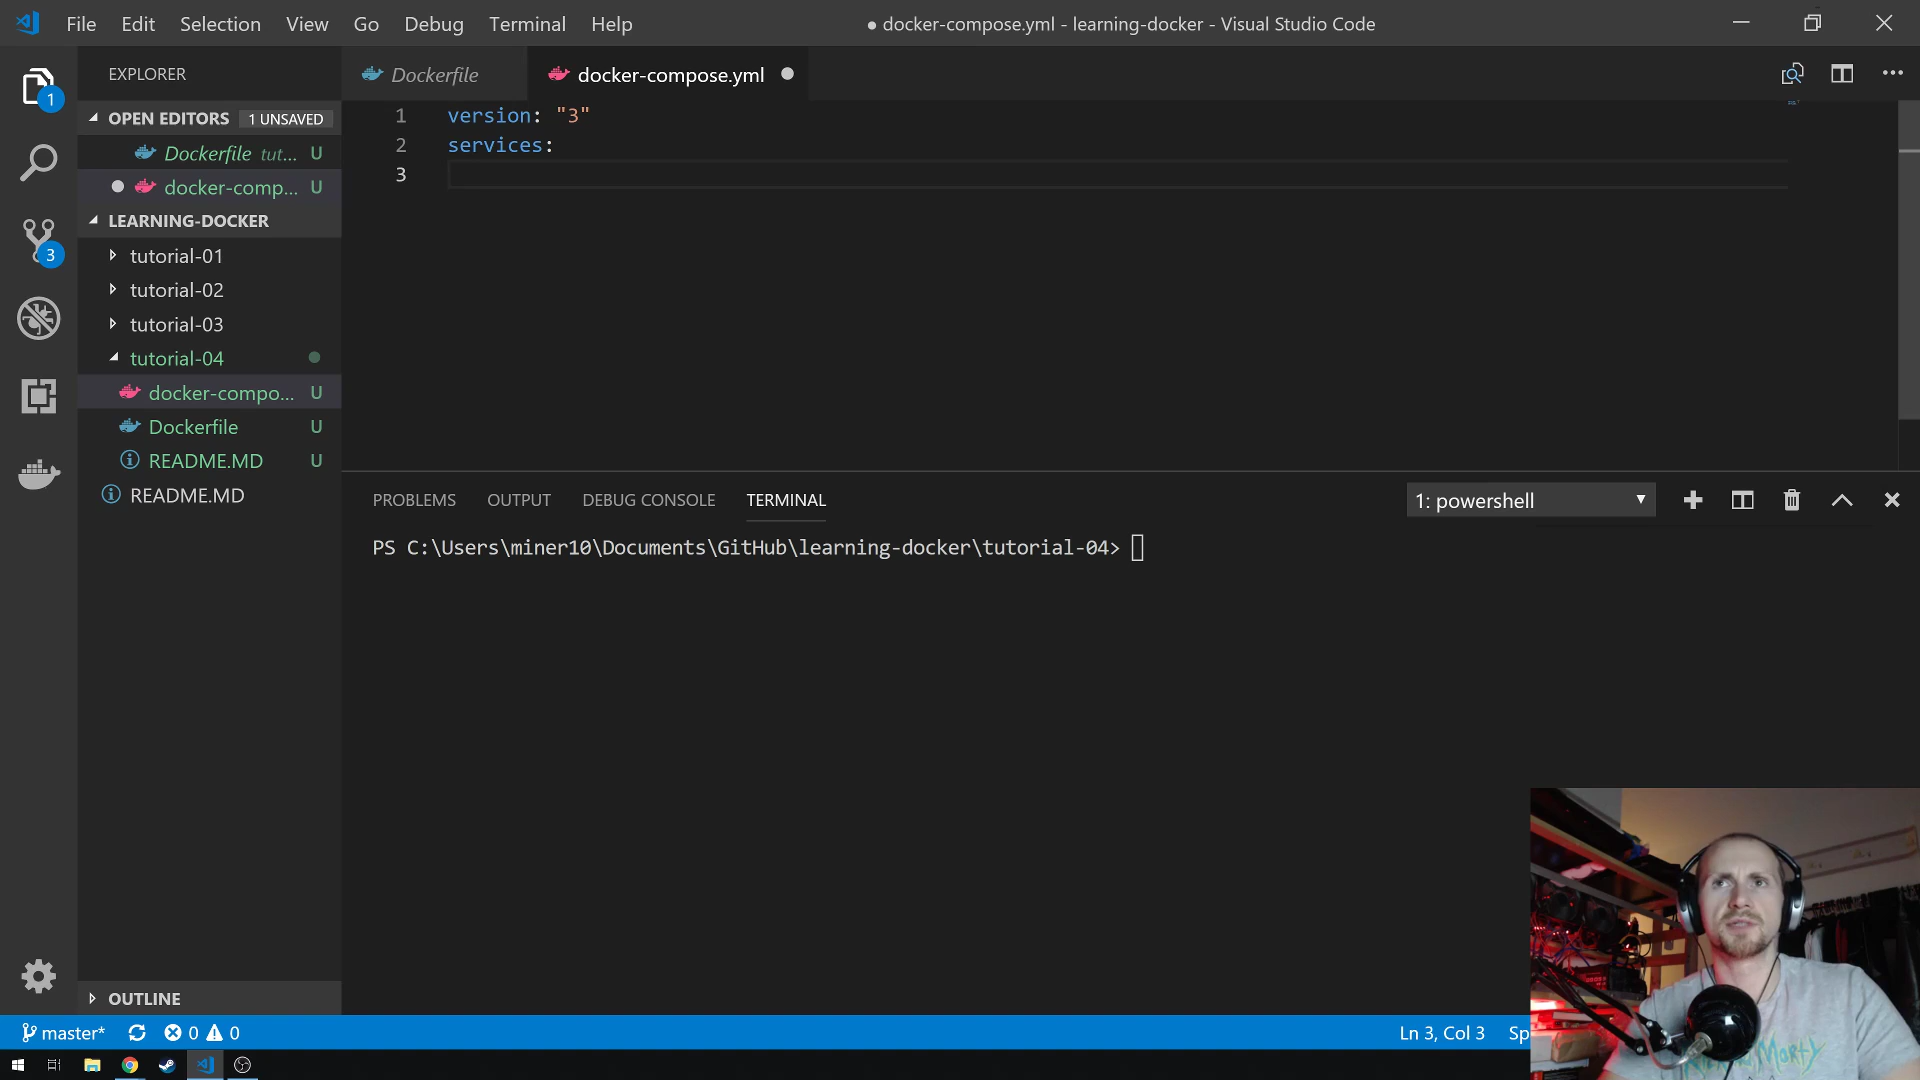 File Edit Selection View Go Debug Terminal Help
● docker-compose.yml - learning-docker - Visual Studio Code
EXPLORER
Dockerfile
docker-compose.yml
1
OPEN EDITORS 1 UNSAVED
Dockerfile tut... U
docker-comp... U
LEARNING-DOCKER
3
tutorial-01
tutorial-02
tutorial-03
tutorial-04
docker-compo... U
Dockerfile U
README.MD U
README.MD
OUTLINE
1 version: "3"
2 services:
3
PROBLEMS OUTPUT DEBUG CONSOLE TERMINAL
1: powershell
PS C:\Users\miner10\Documents\GitHub\learning-docker\tutorial-04>
master* 0 0
Ln 3, Col 3 Sp